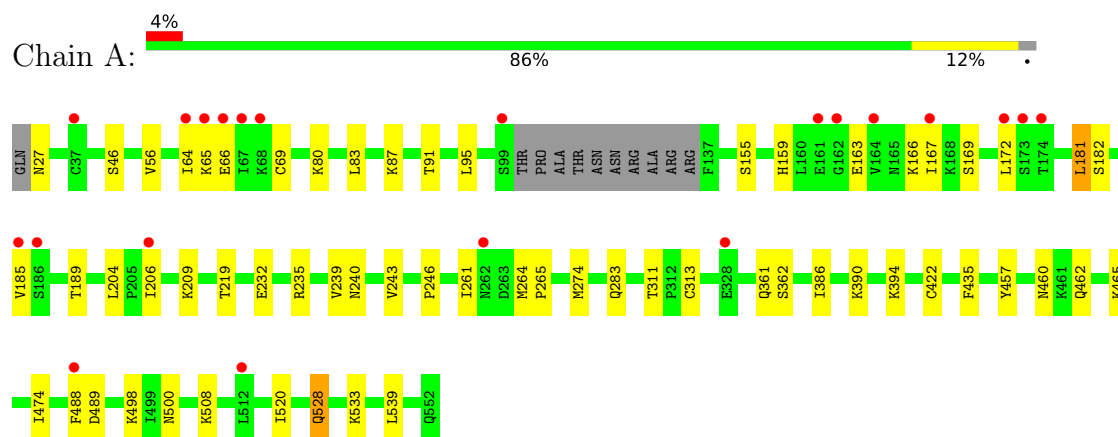 4%
Chain A:
86% 12% •
GLN N27 C37 S46 V56 I64 K65 E66 I67 K68 C69 K80 L83 K87 T91 L95 S99 THR PRO ALA THR ASN ASN ARG ALA ARG ARG F137 S155 H159 L160 E161 G162 E163 V164 N165 K166 I167 K168 S169 L172 S173 T174 L181 S182
V185 S186 T189 L204 P205 I206 K209 T219 E232 R235 V239 N240 V243 P246 I261 N262 D263 M264 P265 M274 Q283 T311 P312 C313 E328 Q361 S362 I386 K390 K394 C422 F435 Y457 N460 K461 Q462 K465
I474 F488 D489 K498 I499 N500 K508 L512 I520 Q528 K533 L539 Q552